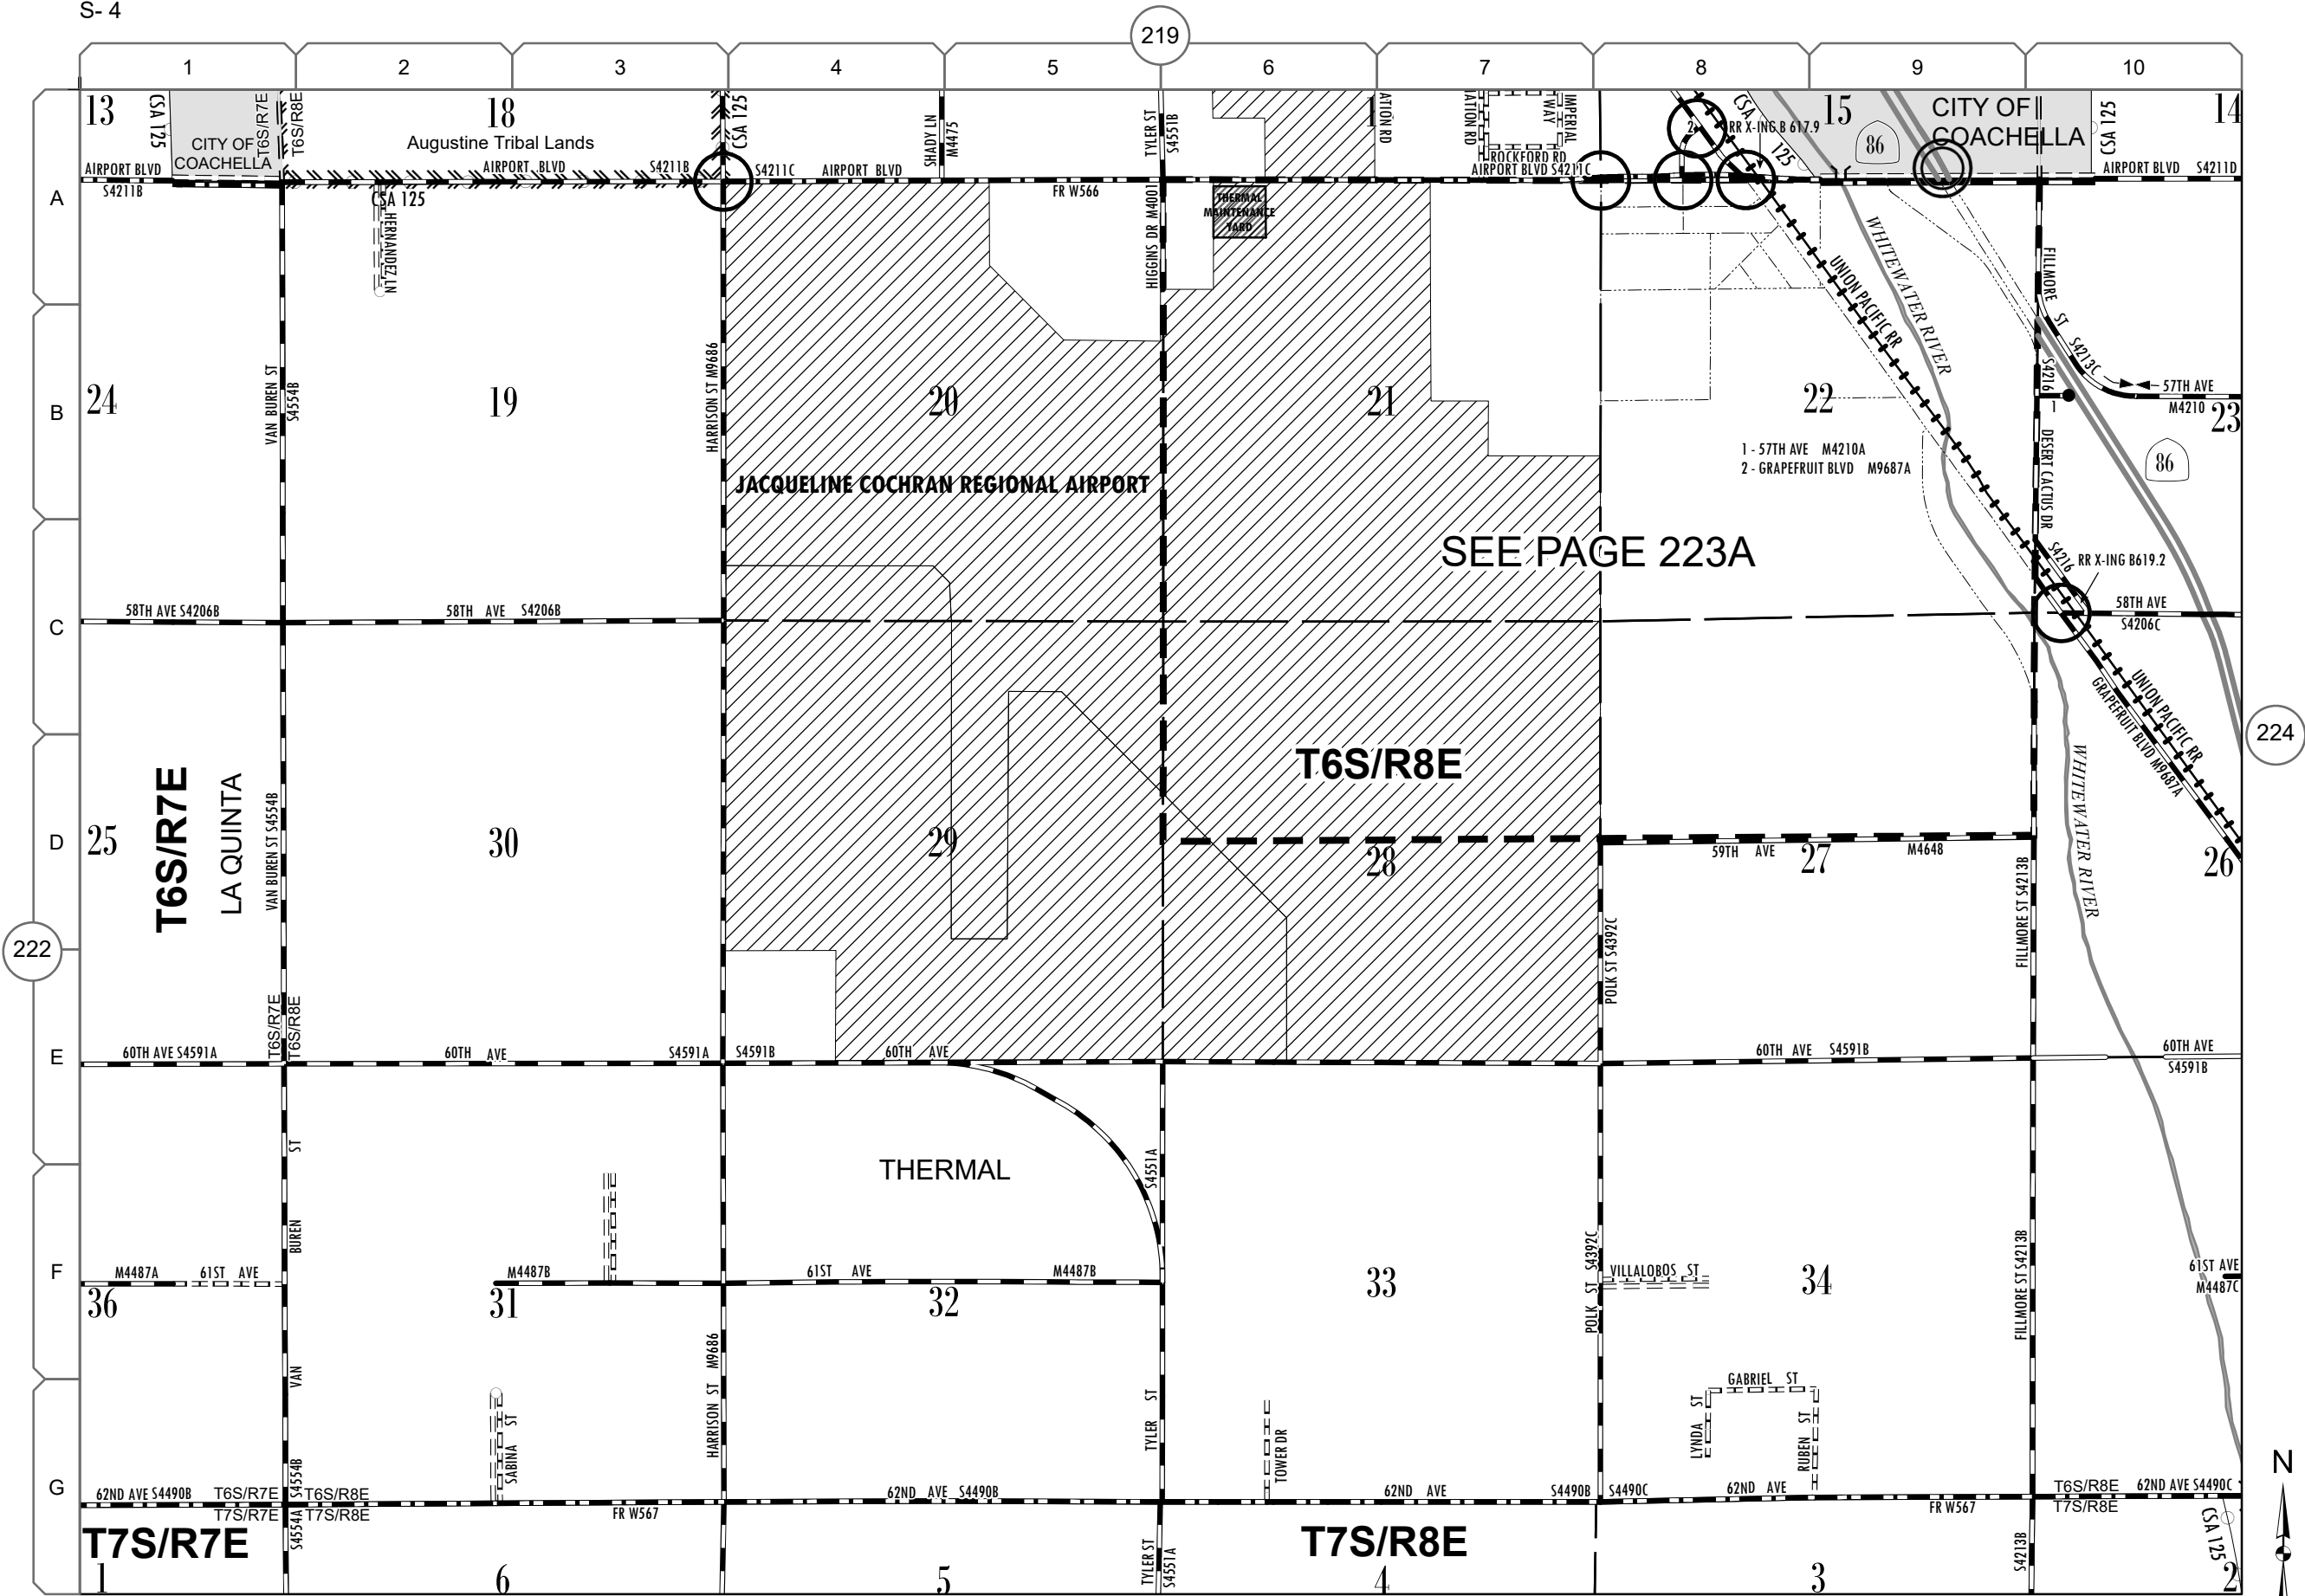 S- 4
219
1
2
3
4
5
6
7
8
9
10
13
CSA 125
CITY OF
COACHELLA
T6S/R7E
T6S/R8E
18
Augustine Tribal Lands
CSA 125
SHADY LN
M4475
TYLER ST
S4551B
ATION RD
IATION RD
IMPERIAL
WAY
ROCKFORD RD
CSA
125
2
RR X-ING B 617.9
15
86
CITY OF
COACHELLA
CSA 125
14
AIRPORT BLVD
S4211B
AIRPORT BLVD
S4211B
S4211C
AIRPORT BLVD
FR W566
AIRPORT BLVD S4211C
AIRPORT BLVD
S4211D
A
CSA 125
HERNANDEZ LN
HIGGINS DR M4001
THERMAL
MAINTENANCE
YARD
WHITEWATER RIVER
UNION PACIFIC RR
FILLMORE
ST
S4213C
B
24
VAN BUREN ST
S4554B
19
HARRISON ST M9686
20
21
22
S4216
57TH AVE
1
M4210
23
1 - 57TH AVE M4210A
2 - GRAPEFRUIT BLVD M9687A
DESERT CACTUS DR
86
JACQUELINE COCHRAN REGIONAL AIRPORT
SEE PAGE 223A
S4216
RR X-ING B619.2
C
58TH AVE S4206B
58TH AVE S4206B
58TH AVE
S4206C
UNION PACIFIC RR
GRAPEFRUIT BLVD M9687A
224
T6S/R7E
LA QUINTA
VAN BUREN ST S4554B
T6S/R8E
WHITEWATER RIVER
D
25
30
29
28
59TH AVE
27
M4648
26
222
POLK ST S4392C
FILLMORE ST S4213B
T6S/R7E
T6S/R8E
E
60TH AVE S4591A
60TH AVE
S4591A
S4591B
60TH AVE
60TH AVE S4591B
60TH AVE
S4591B
THERMAL
S4551A
VAN BUREN ST
F
M4487A
61ST AVE
M4487B
61ST AVE
M4487B
POLK ST S4392C
VILLALOBOS ST
FILLMORE ST S4213B
61ST AVE
M4487C
36
31
32
33
34
HARRISON ST M9686
TYLER ST
SABINA ST
TOWER DR
GABRIEL ST
LYNDA ST
RUBEN ST
N
G
62ND AVE S4490B
T6S/R7E
S4554B
T6S/R8E
62ND AVE S4490B
62ND AVE
S4490B
S4490C
62ND AVE
T6S/R8E
62ND AVE S4490C
T7S/R7E
S4554A
T7S/R8E
FR W567
FR W567
T7S/R8E
T7S/R7E
T7S/R8E
TYLER ST
S4551A
S4213B
CSA 125
1
6
5
4
3
2